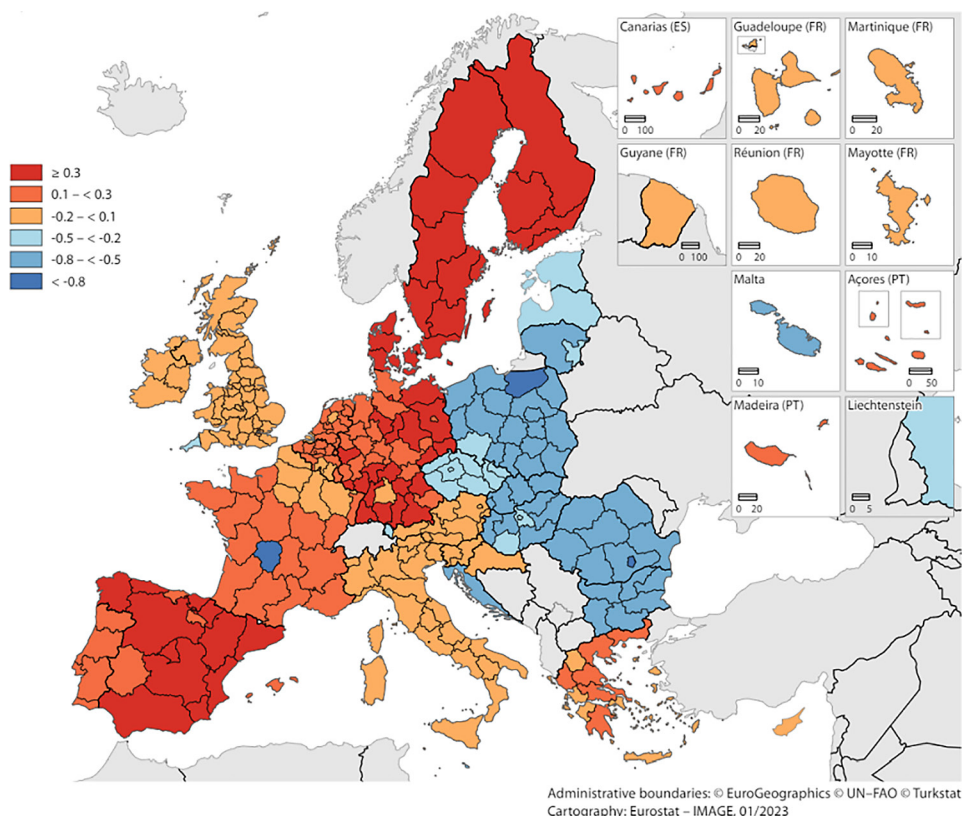 Canarias (ES)
0 100
Guadeloupe (FR)
0 20
Martinique (FR)
0 20
Guyane (FR)
0 100
Réunion (FR)
0 20
Mayotte (FR)
0 10
Malta
0 10
Açores (PT)
0 50
Madeira (PT)
0 20
Liechtenstein
0 5
≥ 0.3
0.1 – < 0.3
-0.2 – < 0.1
-0.5 – < -0.2
-0.8 – < -0.5
< -0.8
Administrative boundaries: © EuroGeographics © UN–FAO © Turkstat
Cartography: Eurostat – IMAGE, 01/2023